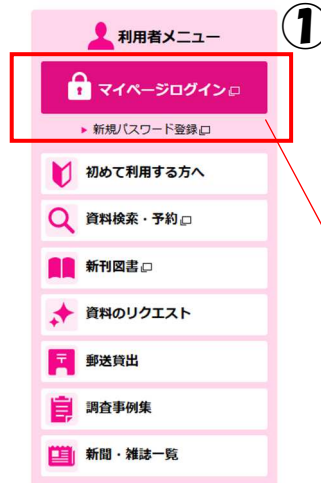 ①
利用者メニュー
マイページログイン
新規パスワード登録
初めて利用する方へ
資料検索・予約
新刊図書
資料のリクエスト
〒
郵送貸出
調査事例集
新聞・雑誌一覧